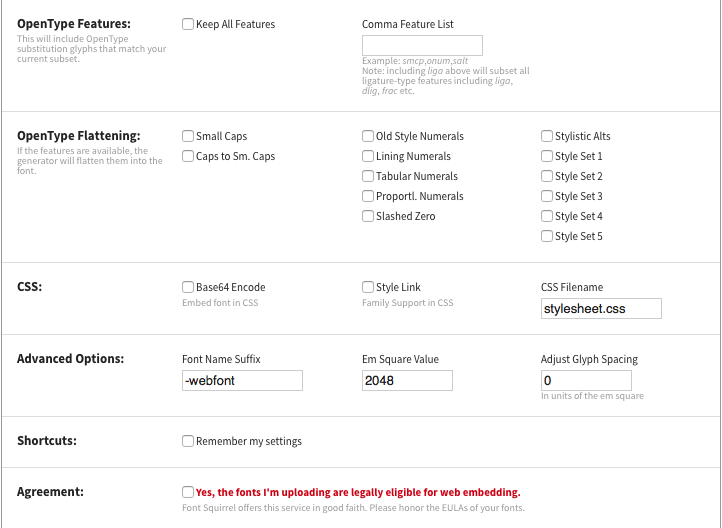 OpenType Features:
Keep All Features
Comma Feature List
This will include OpenType
substitution glyphs that match your
current subset.
Example: smcp,onum,salt
Note: including liga above will subset all
ligature-type features including liga,
dlig, frac etc.
OpenType Flattening:
If the features are available, the
generator will flatten them into the
font.
Small Caps
Caps to Sm. Caps
Old Style Numerals
Lining Numerals
Tabular Numerals
Proportl. Numerals
Slashed Zero
Stylistic Alts
Style Set 1
Style Set 2
Style Set 3
Style Set 4
Style Set 5
CSS:
Base64 Encode
Embed font in CSS
Style Link
Family Support in CSS
CSS Filename
stylesheet.css
Advanced Options:
Font Name Suffix
-webfont
Em Square Value
2048
Adjust Glyph Spacing
0
In units of the em square
Shortcuts:
Remember my settings
Agreement:
Yes, the fonts I'm uploading are legally eligible for web embedding.
Font Squirrel offers this service in good faith. Please honor the EULAs of your fonts.